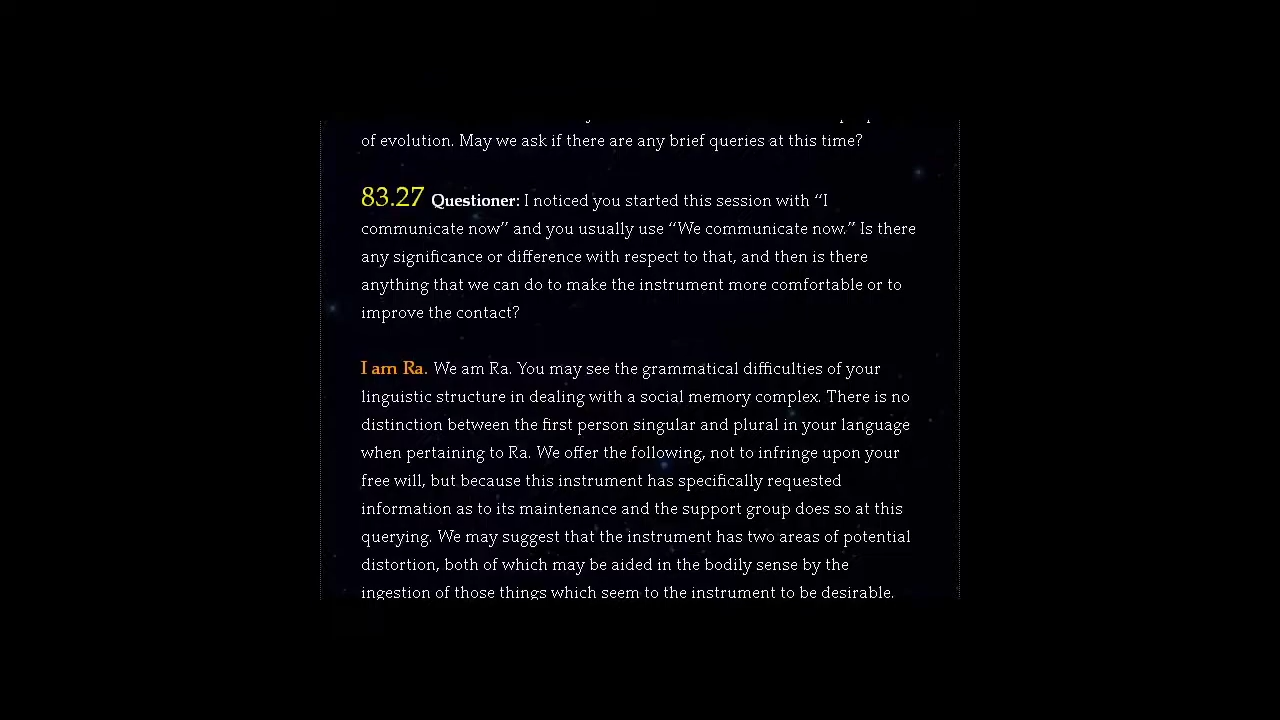 of evolution. May we ask if there are any brief queries at this time?
83.27 Questioner: I noticed you started this session with “I
communicate now” and you usually use “We communicate now.” Is there
any significance or difference with respect to that, and then is there
anything that we can do to make the instrument more comfortable or to
improve the contact?
I am Ra. We am Ra. You may see the grammatical difficulties of your
linguistic structure in dealing with a social memory complex. There is no
distinction between the first person singular and plural in your language
when pertaining to Ra. We offer the following, not to infringe upon your
free will, but because this instrument has specifically requested
information as to its maintenance and the support group does so at this
querying. We may suggest that the instrument has two areas of potential
distortion, both of which may be aided in the bodily sense by the
ingestion of those things which seem to the instrument to be desirable.